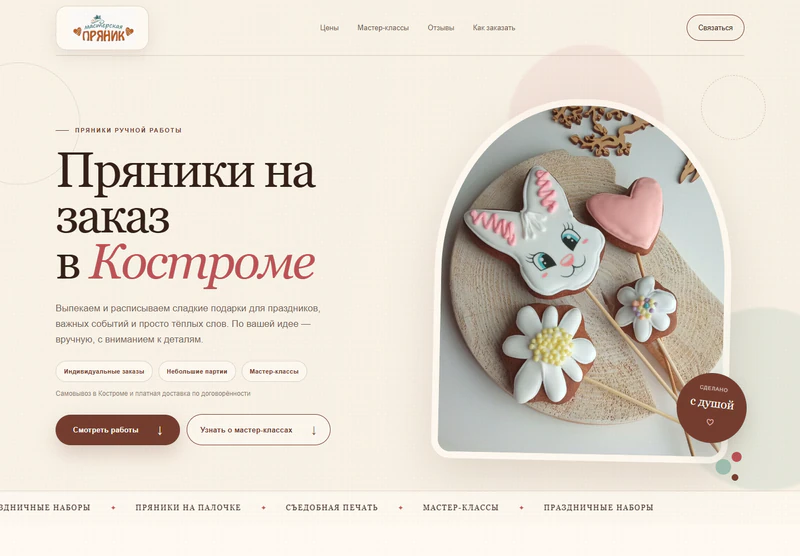 мастерская
ПРЯНИК
Цены
Мастер-классы
Отзывы
Как заказать
Связаться
ПРЯНИКИ РУЧНОЙ РАБОТЫ
Пряники на
заказ
в Костроме
Выпекаем и расписываем сладкие подарки для праздников,
важных событий и просто тёплых слов. По вашей идее —
вручную, с вниманием к деталям.
Индивидуальные заказы
Небольшие партии
Мастер-классы
Самовывоз в Костроме и платная доставка по договорённости
Смотреть работы ↓
Узнать о мастер-классах ↓
СДЕЛАНО
с душой
♡
ЗДНИЧНЫЕ НАБОРЫ ✦ ПРЯНИКИ НА ПАЛОЧКЕ ✦ СЪЕДОБНАЯ ПЕЧАТЬ ✦ МАСТЕР-КЛАССЫ ✦ ПРАЗДНИЧНЫЕ НАБОРЫ